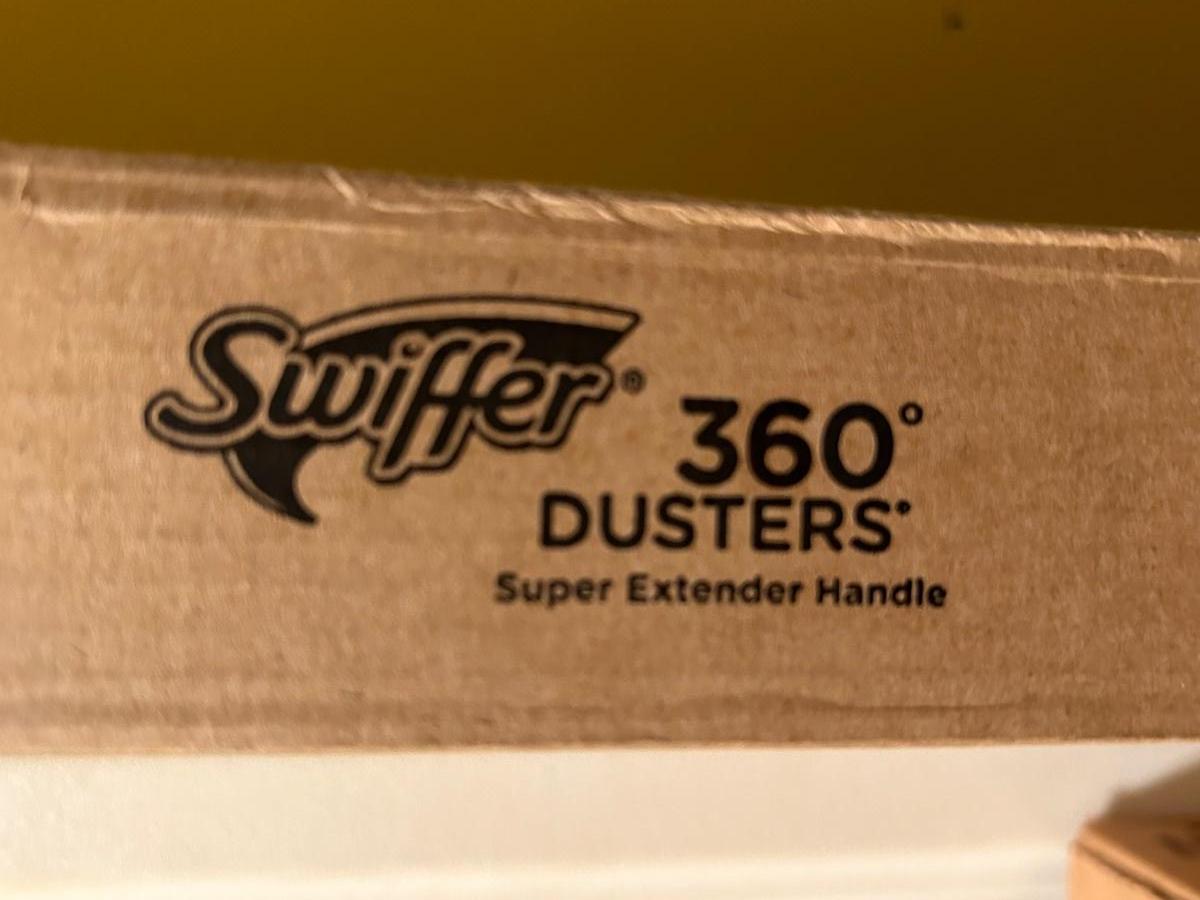 Swiffer®
360°
DUSTERS®
Super Extender Handle